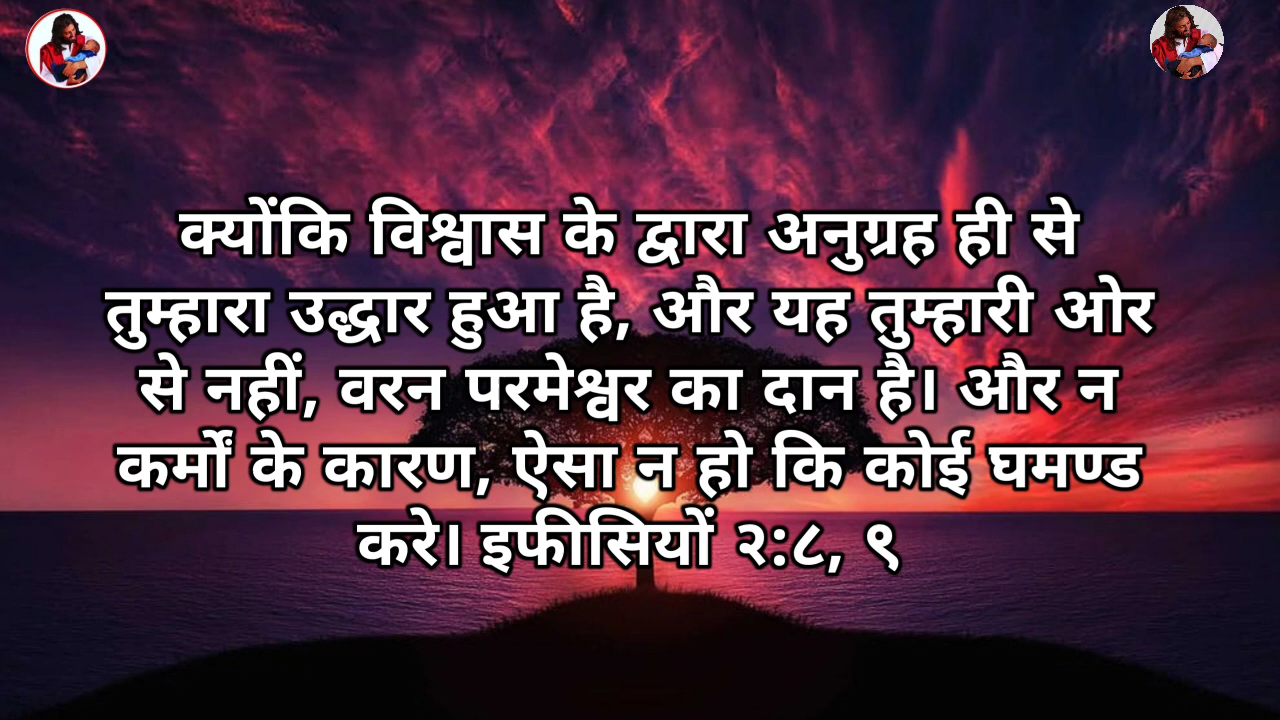 क्योंकि विश्वास के द्वारा अनुग्रह ही से
तुम्हारा उद्धार हुआ है, और यह तुम्हारी ओर
से नहीं, वरन परमेश्वर का दान है। और न
कर्मों के कारण, ऐसा न हो कि कोई घमण्ड
करे। इफीसियों २:८, ९